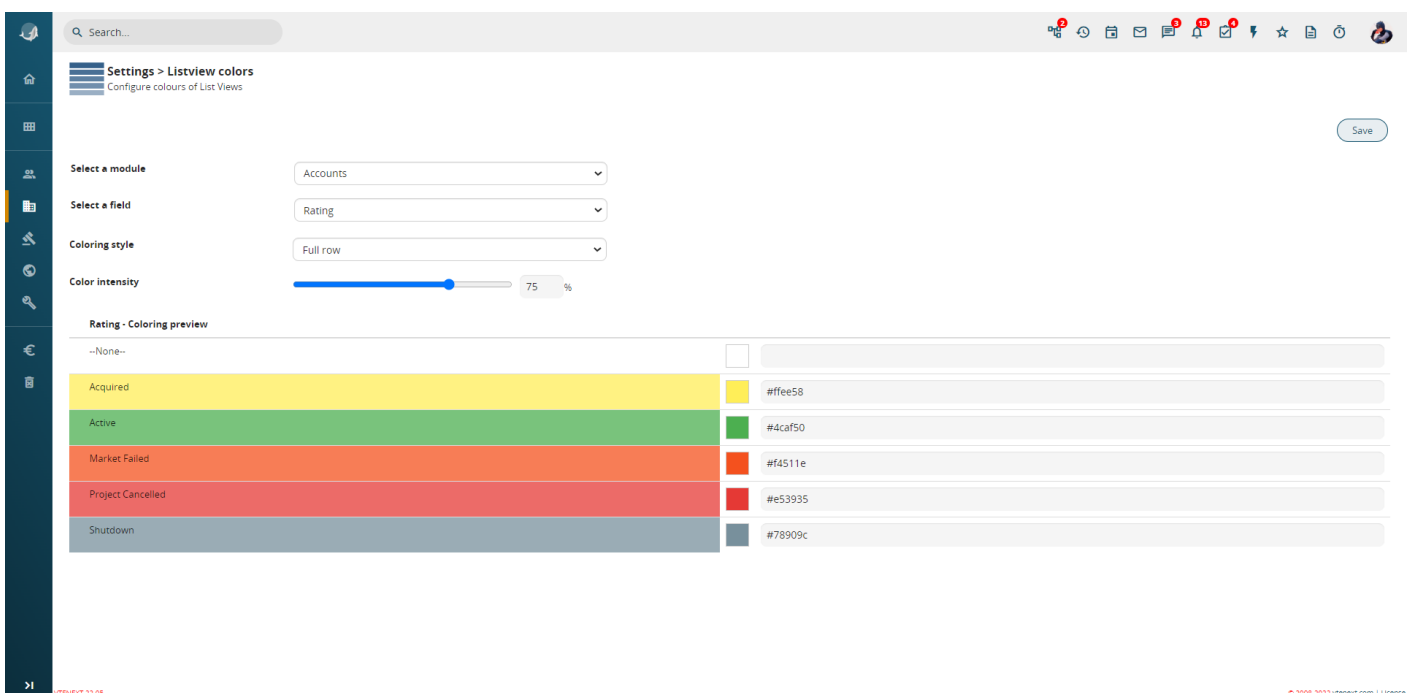 Search...
2
3
13
4
Settings > Listview colors
Configure colours of List Views
Save
Select a module
Accounts
Select a field
Rating
Coloring style
Full row
Color intensity
75 %
Rating - Coloring preview
--None--
Acquired
#ffee58
Active
#4caf50
Market Failed
#f4511e
Project Cancelled
#e53935
Shutdown
#78909c